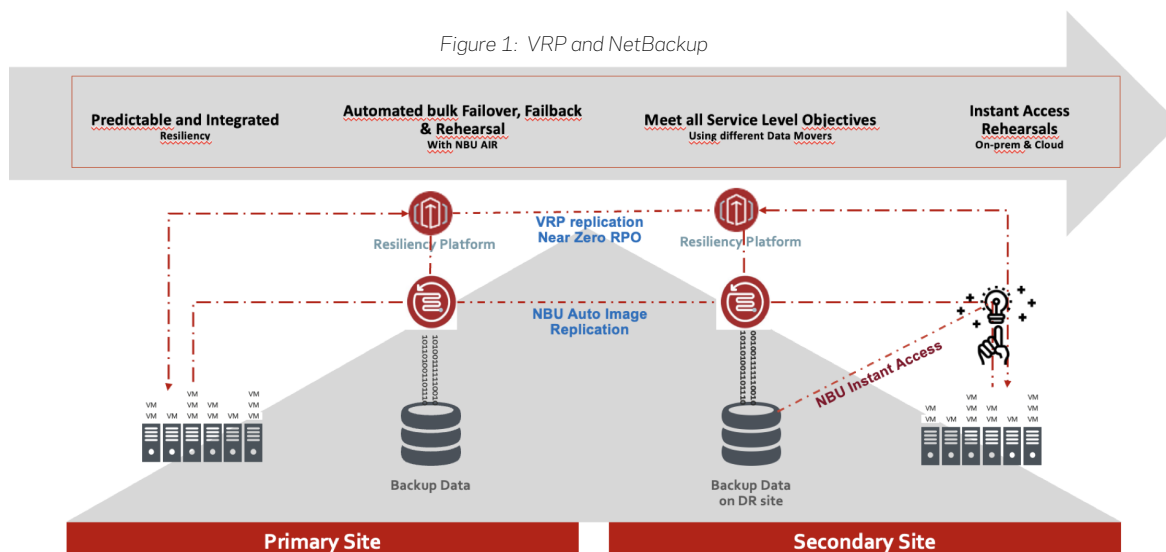 Figure 1: VRP and NetBackup
Predictable and Integrated
Resiliency
Automated bulk Failover, Failback
& Rehearsal
With NBU AIR
Meet all Service Level Objectives
Using different Data Movers
Instant Access
Rehearsals
On-prem & Cloud
VRP replication
Near Zero RPO
Resiliency Platform
Resiliency Platform
NBU Auto Image
Replication
NBU Instant Access
VM
VM VM
VM VM VM VM VM VM
VM
VM
VM VM
VM VM VM VM VM VM
VM
Backup Data
Backup Data
on DR site
Primary Site
Secondary Site